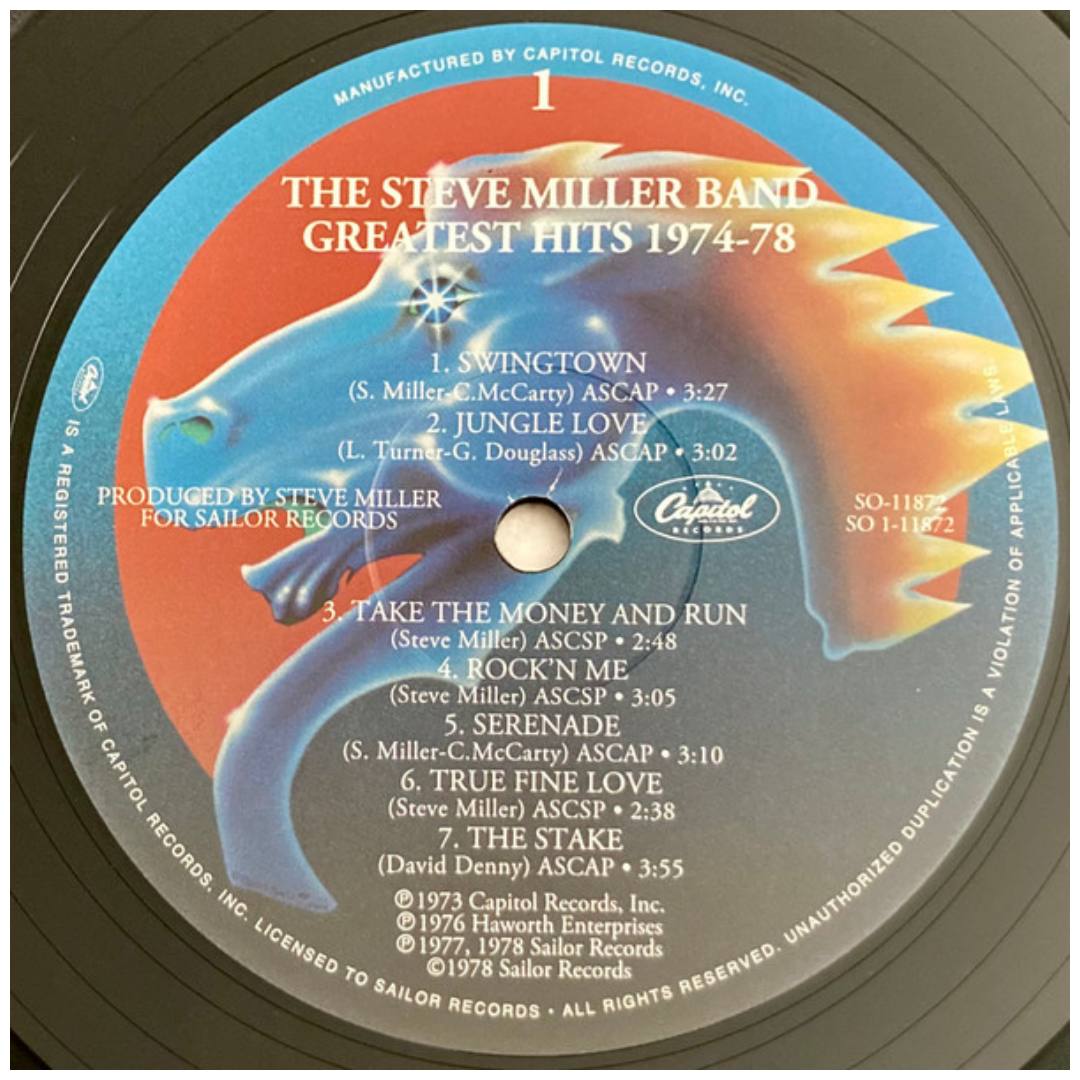 MANUFACTURED BY CAPITOL RECORDS, INC.
1
THE STEVE MILLER BAND
GREATEST HITS 1974-78
1. SWINGTOWN
(S. Miller-C.McCarty) ASCAP • 3:27
2. JUNGLE LOVE
(L. Turner-G. Douglass) ASCAP • 3:02
PRODUCED BY STEVE MILLER
FOR SAILOR RECORDS
Capitol
RECORDS
SO-11872
SO 1-11872
3. TAKE THE MONEY AND RUN
(Steve Miller) ASCSP • 2:48
4. ROCK'N ME
(Steve Miller) ASCSP • 3:05
5. SERENADE
(S. Miller-C.McCarty) ASCAP • 3:10
6. TRUE FINE LOVE
(Steve Miller) ASCSP • 2:38
7. THE STAKE
(David Denny) ASCAP • 3:55
℗1973 Capitol Records, Inc.
℗1976 Haworth Enterprises
℗1977, 1978 Sailor Records
©1978 Sailor Records
Capitol IS A REGISTERED TRADEMARK OF CAPITOL RECORDS, INC. LICENSED TO SAILOR RECORDS · ALL RIGHTS RESERVED. UNAUTHORIZED DUPLICATION IS A VIOLATION OF APPLICABLE LAWS.